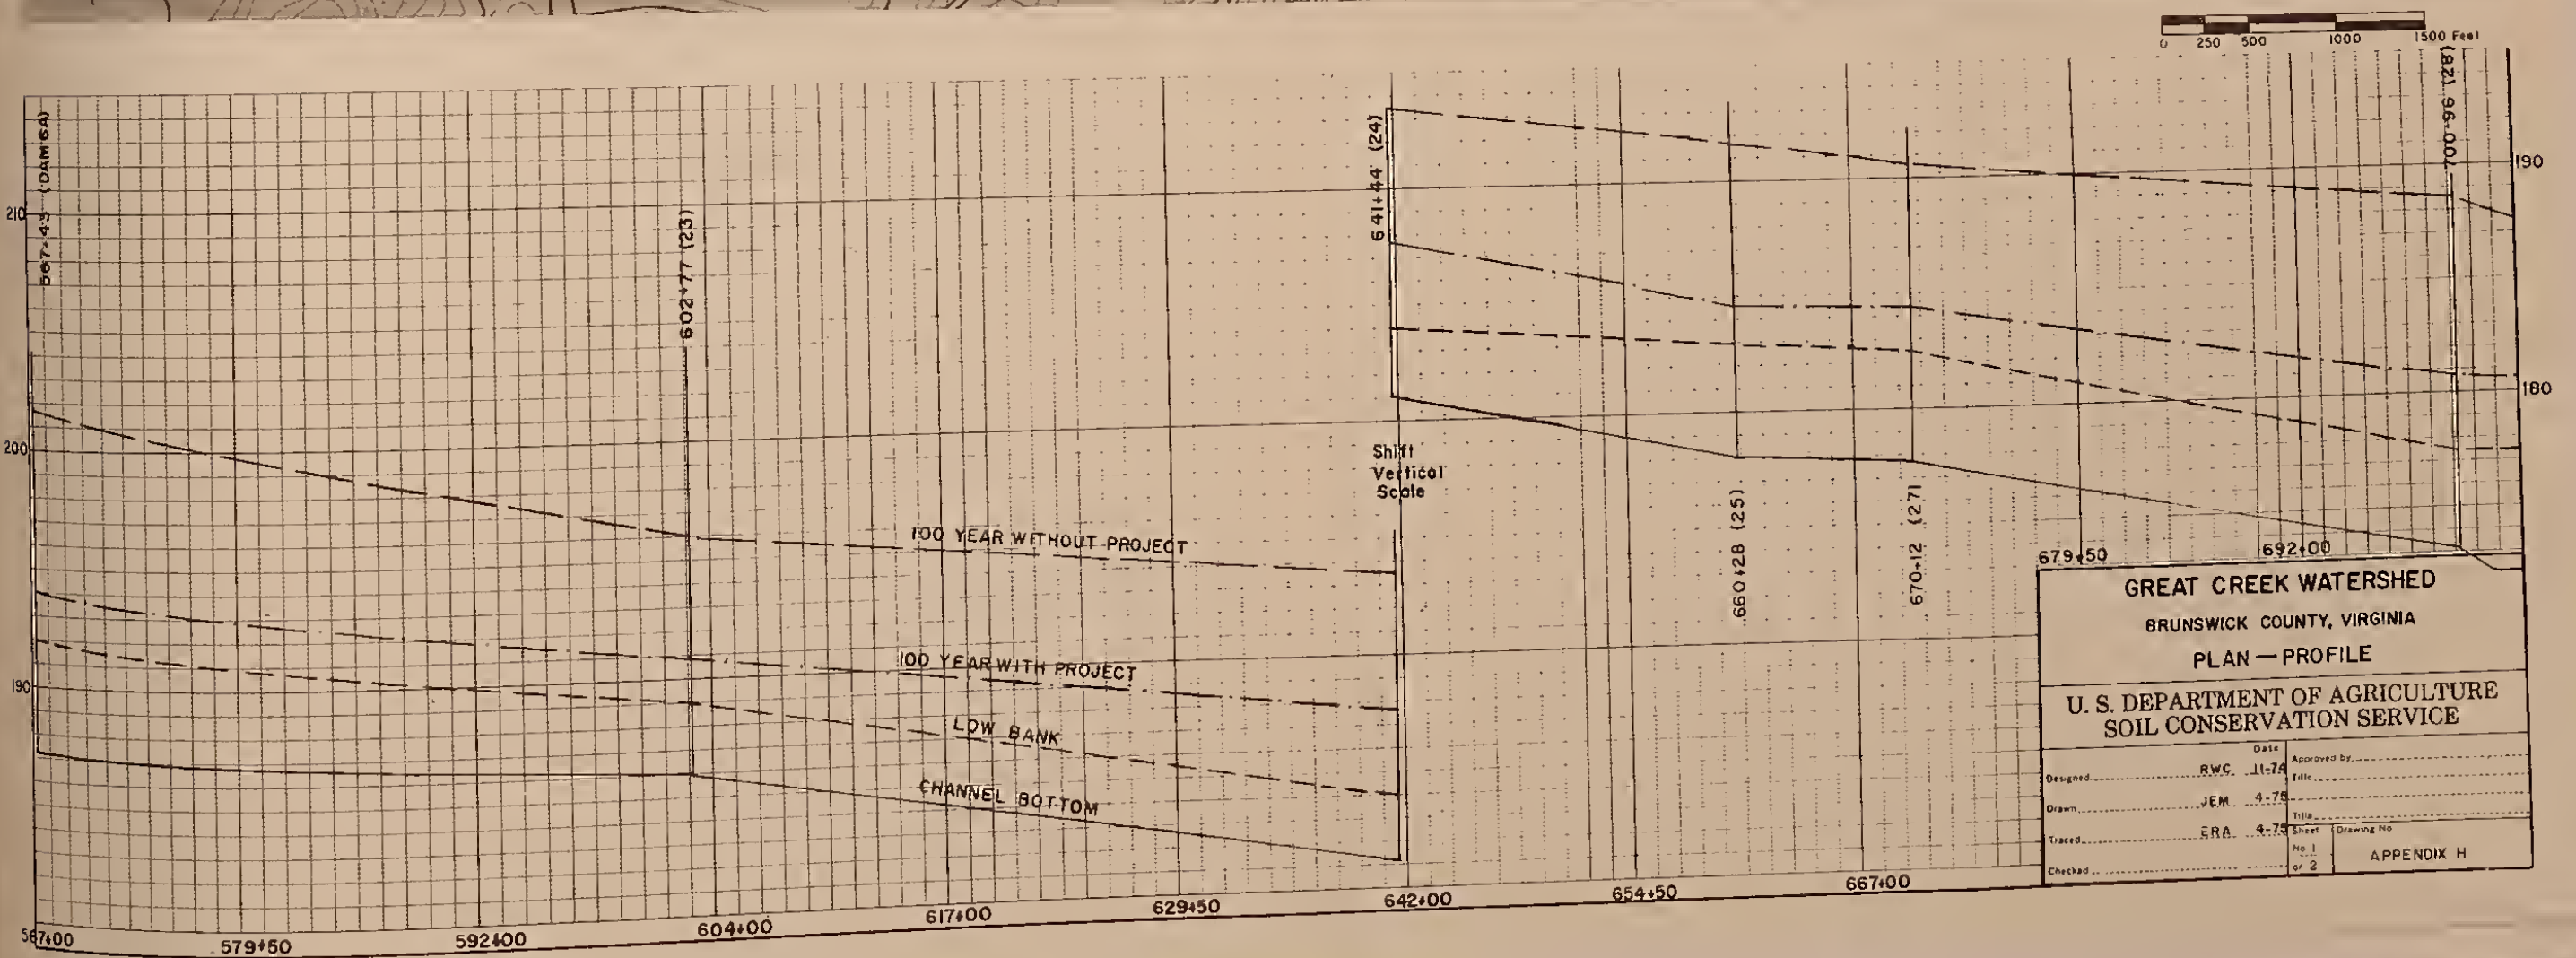 0 250 500 1000 1500 Feet
567+43 (DAM 6A)
602+77 (23)
641+44 (24)
700+96 (28)
210
200
190
190
180
Shift
Vertical
Scale
660+28 (25)
670+12 (27)
100 YEAR WITHOUT PROJECT
100 YEAR WITH PROJECT
LOW BANK
CHANNEL BOTTOM
567+00
579+50
592+00
604+00
617+00
629+50
642+00
654+50
667+00
679+50
692+00
GREAT CREEK WATERSHED
BRUNSWICK COUNTY, VIRGINIA
PLAN — PROFILE
U. S. DEPARTMENT OF AGRICULTURE
SOIL CONSERVATION SERVICE
Date
Designed RWC 11-74
Drawn JEM 4-75
Traced ERA 4-75
Checked
Approved by
Title
Title
Sheet
No 1
of 2
Drawing No
APPENDIX H